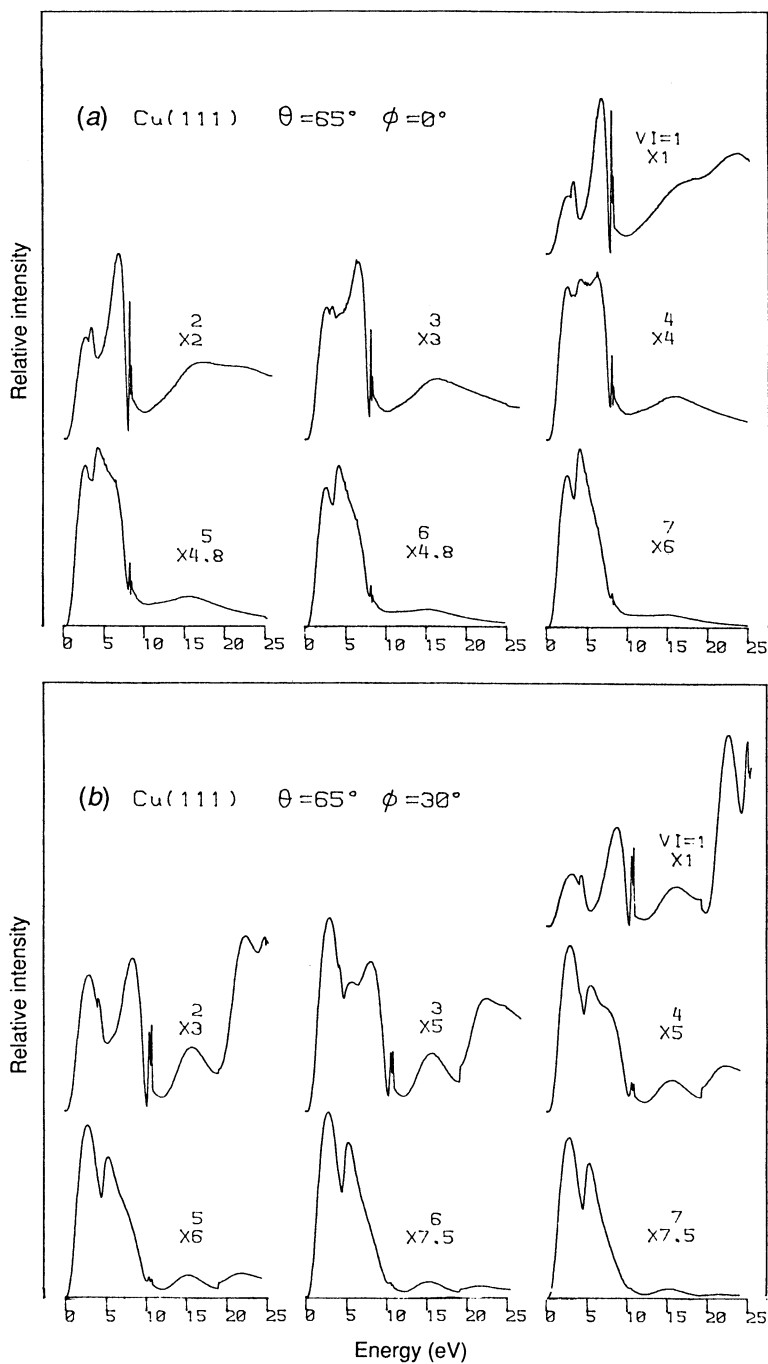 (a) Cu(111) θ=65° ϕ=0°
VI=1
X1
Relative intensity
2
X2
3
X3
4
X4
5
X4.8
6
X4.8
7
X6
0 5 10 15 20 25
0 5 10 15 20 25
0 5 10 15 20 25
(b) Cu(111) θ=65° ϕ=30°
VI=1
X1
Relative intensity
2
X3
3
X5
4
X5
5
X6
6
X7.5
7
X7.5
0 5 10 15 20 25
0 5 10 15 20 25
0 5 10 15 20 25
Energy (eV)